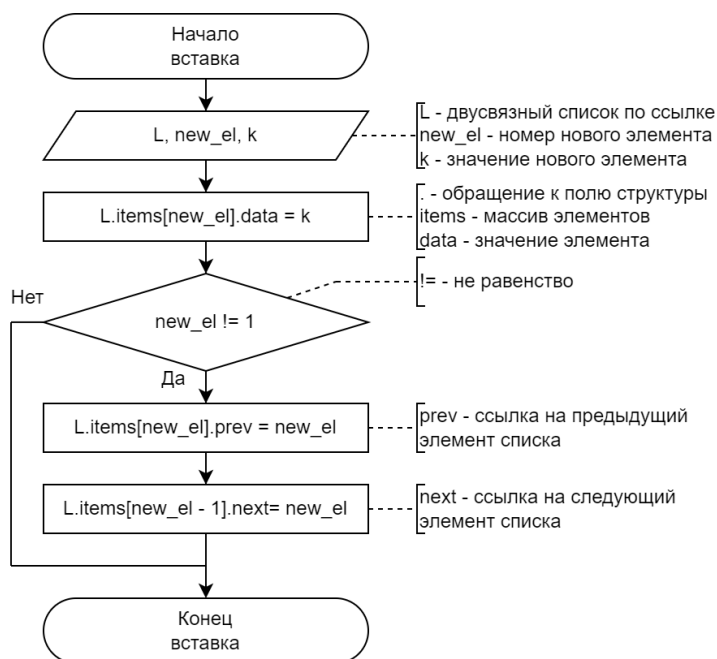 Начало
вставка
L, new_el, k
L - двусвязный список по ссылке
new_el - номер нового элемента
k - значение нового элемента
L.items[new_el].data = k
. - обращение к полю структуры
items - массив элементов
data - значение элемента
!= - не равенство
Нет
new_el != 1
Да
L.items[new_el].prev = new_el
prev - ссылка на предыдущий
элемент списка
L.items[new_el - 1].next= new_el
next - ссылка на следующий
элемент списка
Конец
вставка